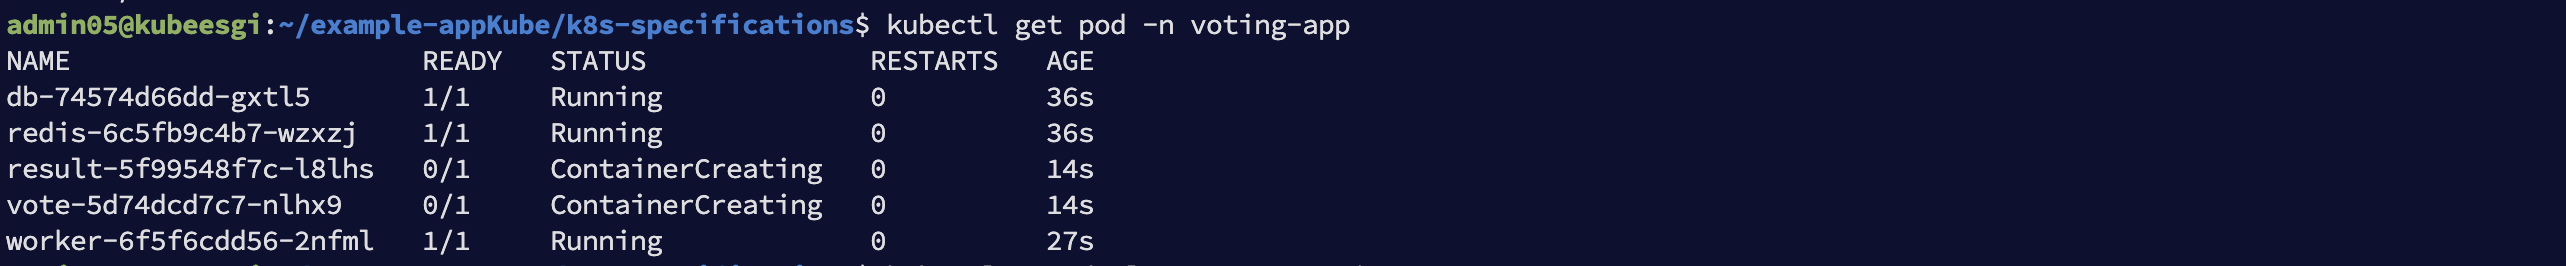 admin05@kubeesgi:~/example-appKube/k8s-specifications$ kubectl get pod -n voting-app
NAME                      READY   STATUS              RESTARTS   AGE
db-74574d66dd-gxtl5       1/1     Running             0          36s
redis-6c5fb9c4b7-wzxzj    1/1     Running             0          36s
result-5f99548f7c-l8lhs   0/1     ContainerCreating   0          14s
vote-5d74dcd7c7-nlhx9     0/1     ContainerCreating   0          14s
worker-6f5f6cdd56-2nfml   1/1     Running             0          27s